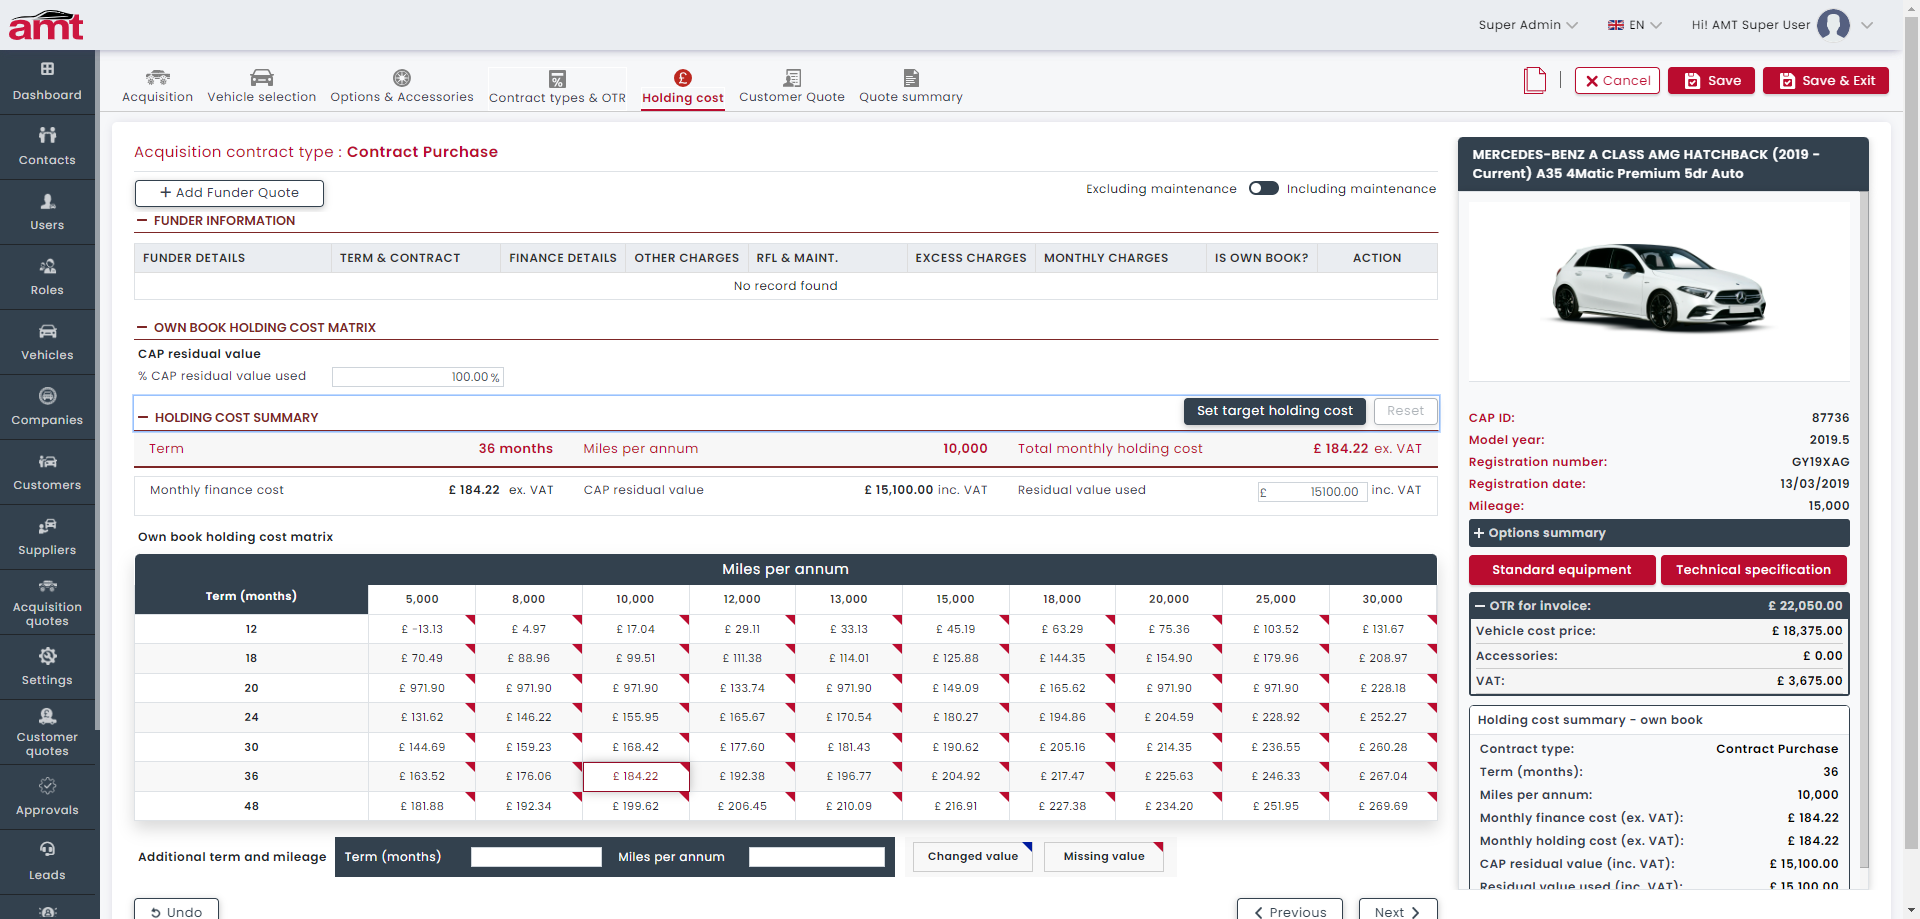 amt
Super Admin
EN
Hi! AMT Super User
Dashboard
Contacts
Users
Roles
Vehicles
Companies
Customers
Suppliers
Acquisition
quotes
Settings
Customer
quotes
Approvals
Leads
Acquisition
Vehicle selection
Options & Accessories
Contract types & OTR
Holding cost
Customer Quote
Quote summary
Cancel
Save
Save & Exit
Acquisition contract type : Contract Purchase
+ Add Funder Quote
Excluding maintenance
Including maintenance
— FUNDER INFORMATION
FUNDER DETAILS TERM & CONTRACT FINANCE DETAILS OTHER CHARGES RFL & MAINT. EXCESS CHARGES MONTHLY CHARGES IS OWN BOOK? ACTION
No record found
— OWN BOOK HOLDING COST MATRIX
CAP residual value
% CAP residual value used 100.00 %
— HOLDING COST SUMMARY
Set target holding cost
Reset
Term 36 months Miles per annum 10,000 Total monthly holding cost £ 184.22 ex. VAT
Monthly finance cost £ 184.22 ex. VAT CAP residual value £ 15,100.00 inc. VAT Residual value used £ 15100.00 inc. VAT
Own book holding cost matrix
Miles per annum
Term (months) 5,000 8,000 10,000 12,000 13,000 15,000 18,000 20,000 25,000 30,000
12 £ -13.13 £ 4.97 £ 17.04 £ 29.11 £ 33.13 £ 45.19 £ 63.29 £ 75.36 £ 103.52 £ 131.67
18 £ 70.49 £ 88.96 £ 99.51 £ 111.38 £ 114.01 £ 125.88 £ 144.35 £ 154.90 £ 179.96 £ 208.97
20 £ 971.90 £ 971.90 £ 971.90 £ 133.74 £ 971.90 £ 149.09 £ 165.62 £ 971.90 £ 971.90 £ 228.18
24 £ 131.62 £ 146.22 £ 155.95 £ 165.67 £ 170.54 £ 180.27 £ 194.86 £ 204.59 £ 228.92 £ 252.27
30 £ 144.69 £ 159.23 £ 168.42 £ 177.60 £ 181.43 £ 190.62 £ 205.16 £ 214.35 £ 236.55 £ 260.28
36 £ 163.52 £ 176.06 £ 184.22 £ 192.38 £ 196.77 £ 204.92 £ 217.47 £ 225.63 £ 246.33 £ 267.04
48 £ 181.88 £ 192.34 £ 199.62 £ 206.45 £ 210.09 £ 216.91 £ 227.38 £ 234.20 £ 251.95 £ 269.69
Additional term and mileage Term (months) Miles per annum
Changed value
Missing value
Undo
Previous
Next
MERCEDES-BENZ A CLASS AMG HATCHBACK (2019 -
Current) A35 4Matic Premium 5dr Auto
CAP ID: 87736
Model year: 2019.5
Registration number: GY19XAG
Registration date: 13/03/2019
Mileage: 15,000
+ Options summary
Standard equipment
Technical specification
— OTR for invoice: £ 22,050.00
Vehicle cost price: £ 18,375.00
Accessories: £ 0.00
VAT: £ 3,675.00
Holding cost summary - own book
Contract type: Contract Purchase
Term (months): 36
Miles per annum: 10,000
Monthly finance cost (ex. VAT): £ 184.22
Monthly holding cost (ex. VAT): £ 184.22
CAP residual value (inc. VAT): £ 15,100.00
Residual value used (inc. VAT): £ 15,100.00